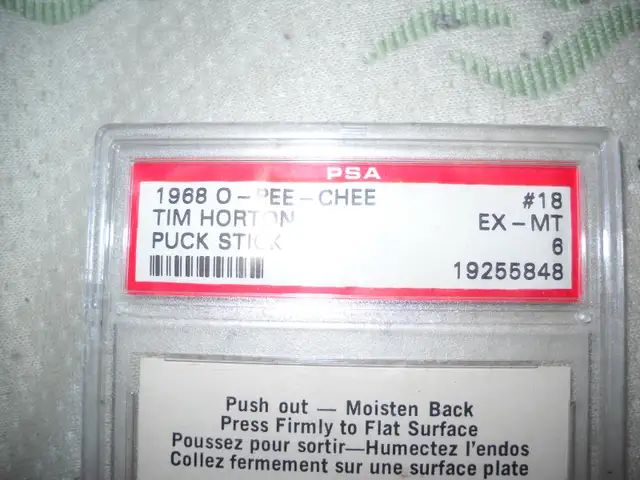 PSA
1968 O-PEE-CHEE #18
TIM HORTON EX-MT
PUCK STICK 6
19255848
Push out — Moisten Back
Press Firmly to Flat Surface
Poussez pour sortir—Humectez l'endos
Collez fermement sur une surface plate